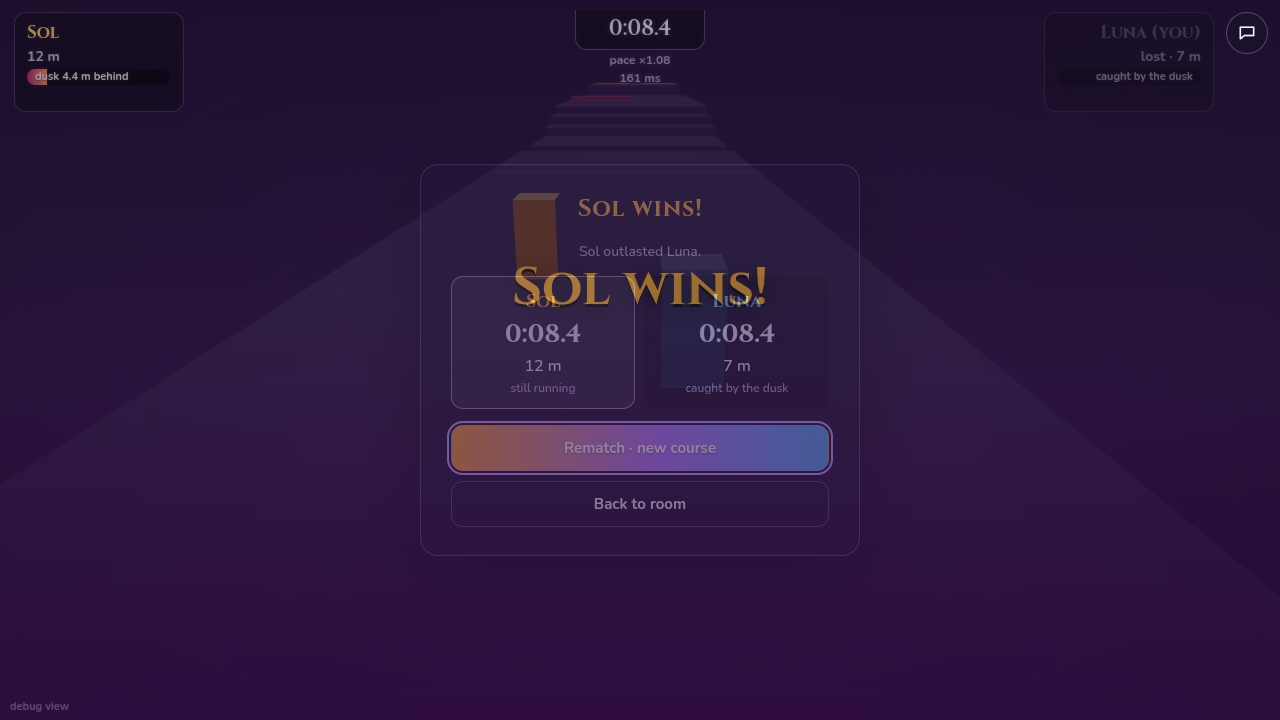 Sol
12 m
dusk 4.4 m behind
0:08.4
pace ×1.08
161 ms
Luna (you)
lost · 7 m
caught by the dusk
Sol wins!
Sol outlasted Luna.
Sol wins!
Sol
0:08.4
12 m
still running
Luna
0:08.4
7 m
caught by the dusk
Rematch · new course
Back to room
debug view